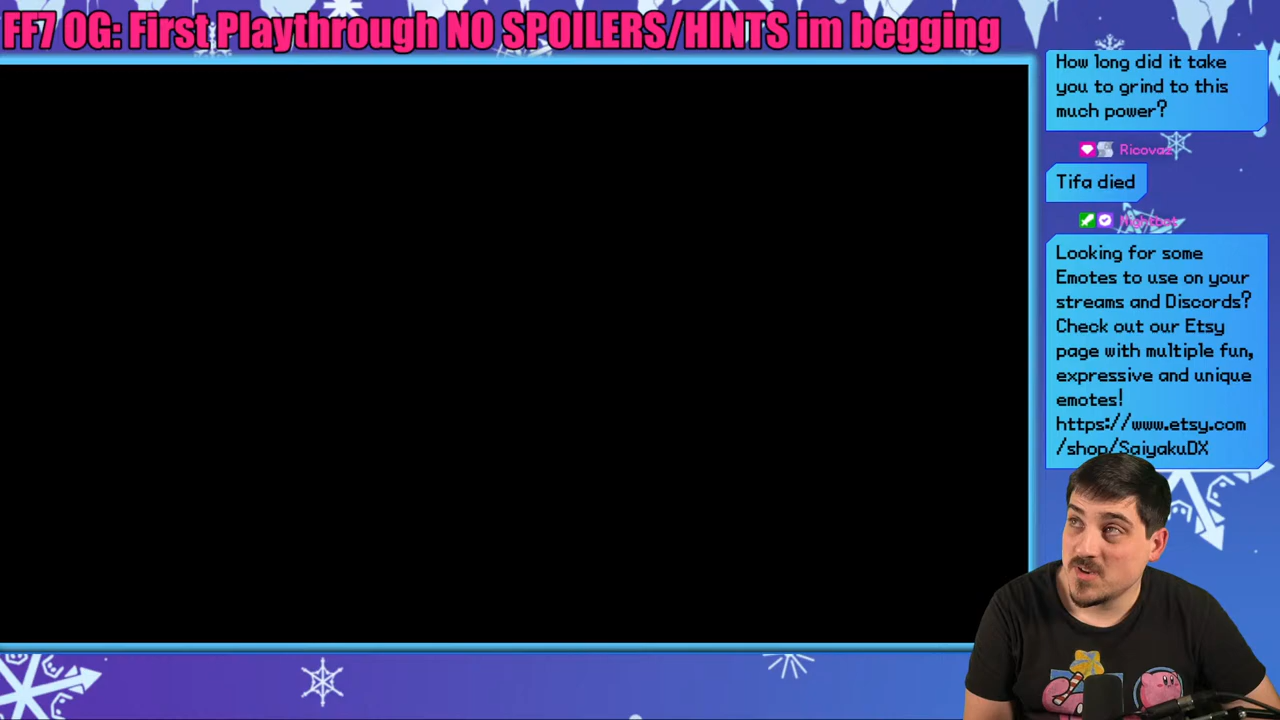 FF7 OG: First Playthrough NO SPOILERS/HINTS im begging
How long did it take
you to grind to this
much power?
Ricovaz
Tifa died
Nightbot
Looking for some
Emotes to use on your
streams and Discords?
Check out our Etsy
page with multiple fun,
expressive and unique
emotes!
https://www.etsy.com
/shop/SaiyakuDX